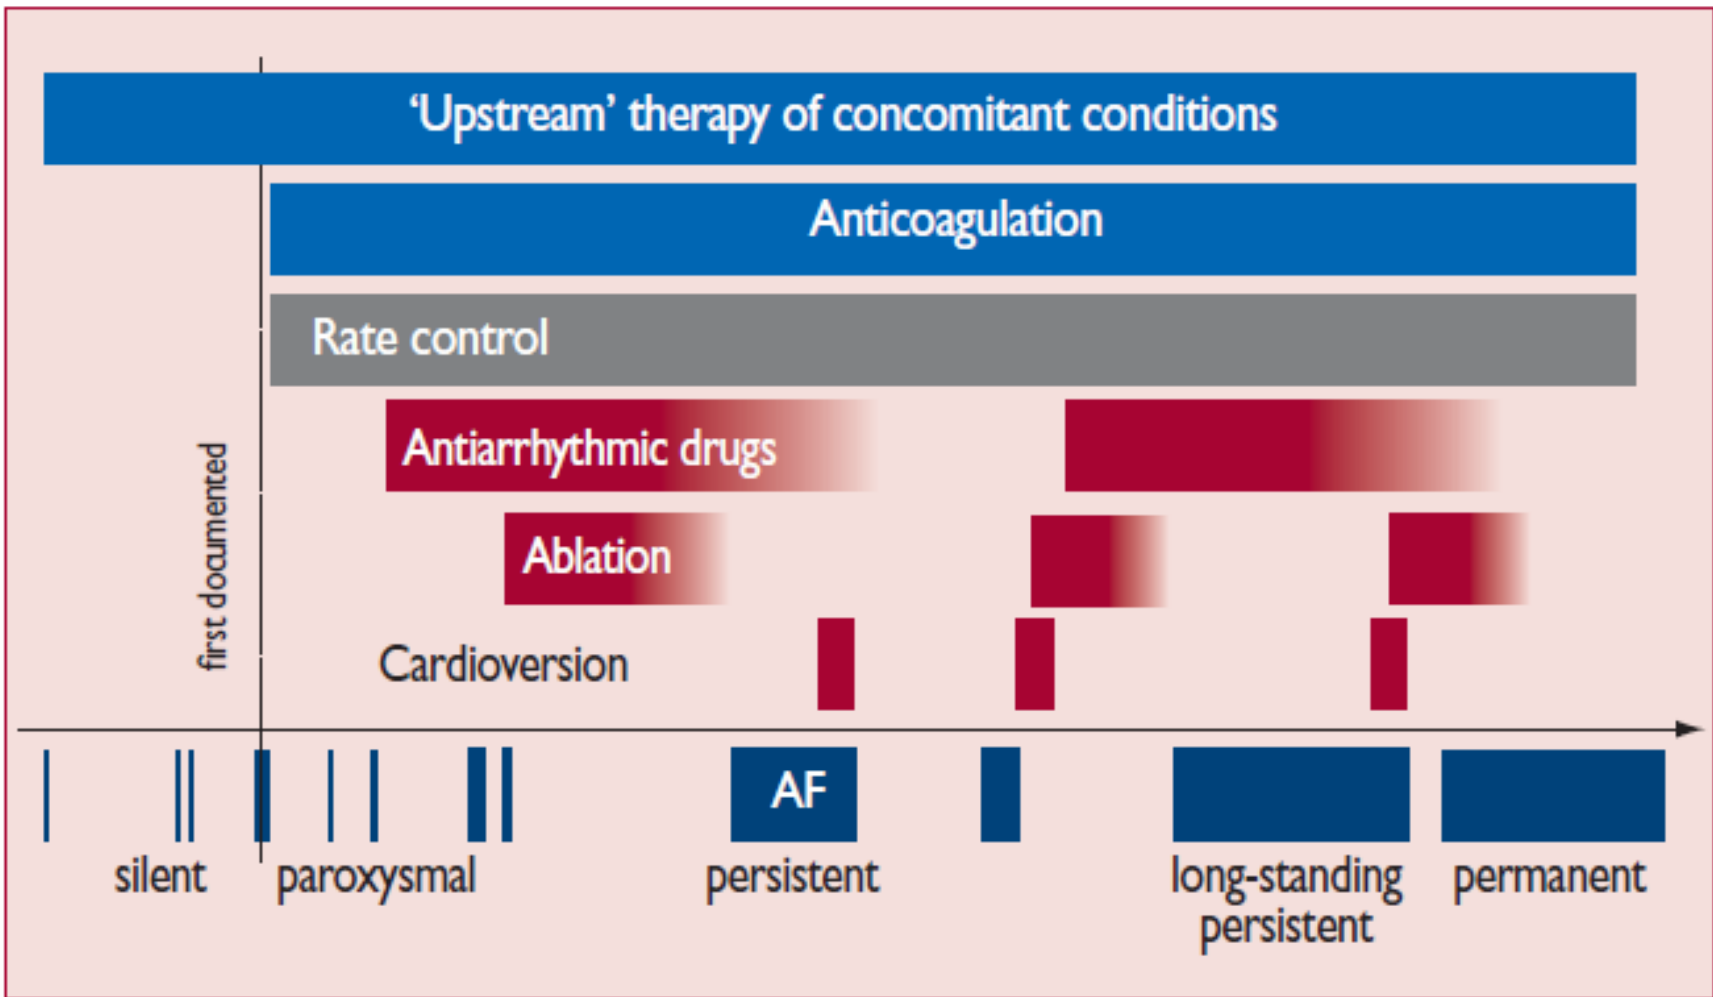 ‘Upstream’ therapy of concomitant conditions
Anticoagulation
Rate control
Antiarrhythmic drugs
Ablation
Cardioversion
first documented
AF
silent
paroxysmal
persistent
long-standing
persistent
permanent